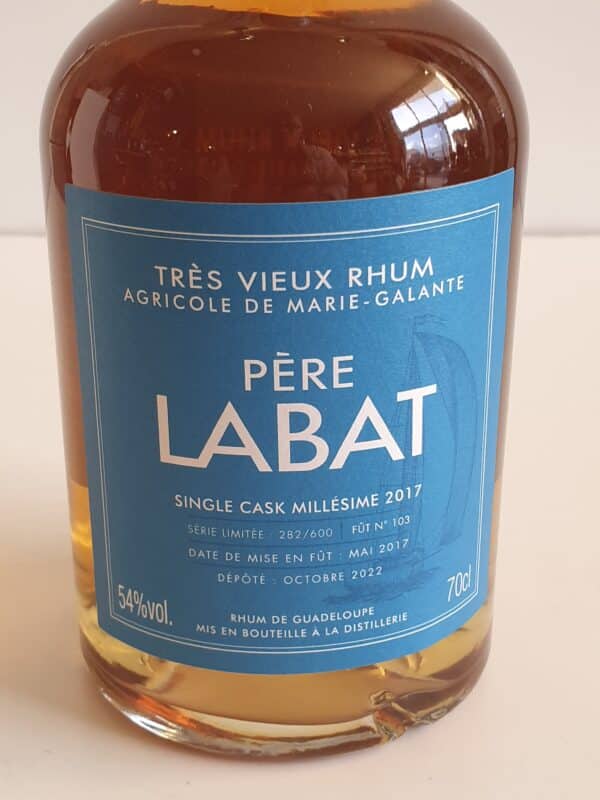 TRÈS VIEUX RHUM
AGRICOLE DE MARIE-GALANTE
PÈRE
LABAT
SINGLE CASK MILLÉSIME 2017
SÉRIE LIMITÉE : 282/600 | FÛT N° 103
DATE DE MISE EN FÛT : MAI 2017
DÉPÔTÉ : OCTOBRE 2022
54%vol.
70cl
RHUM DE GUADELOUPE
MIS EN BOUTEILLE À LA DISTILLERIE